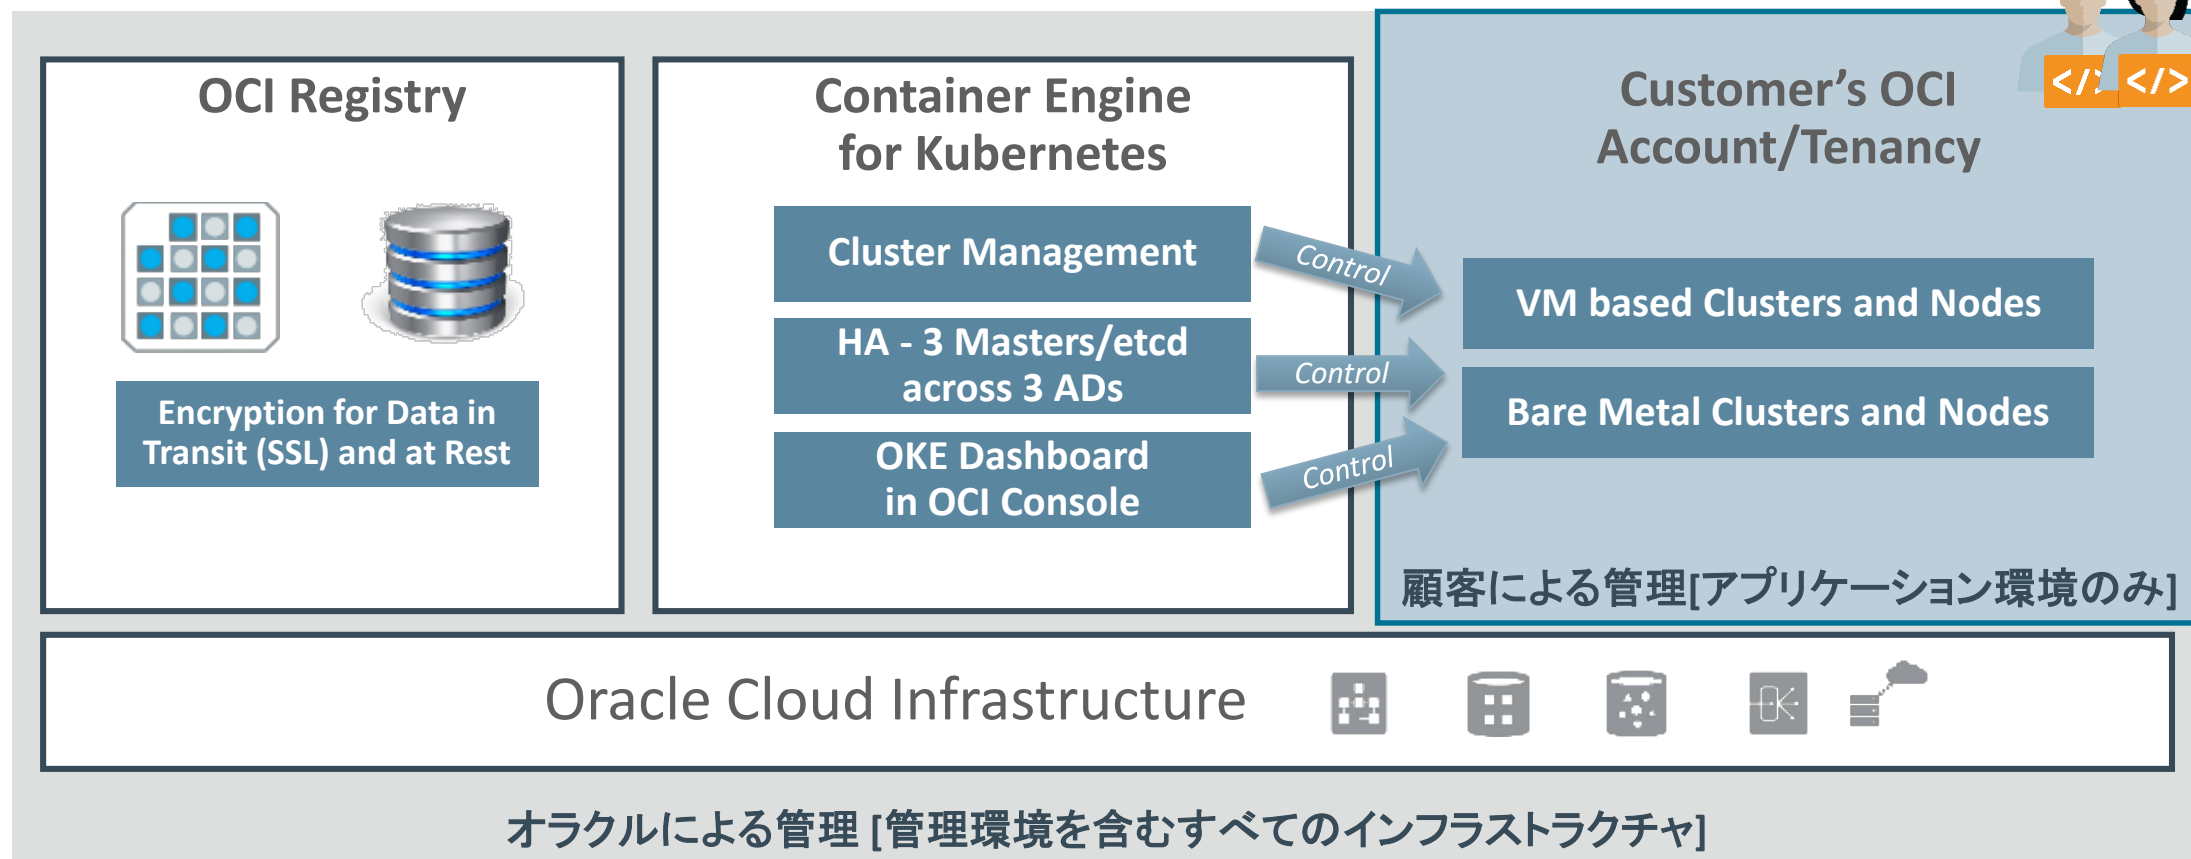 OCI Registry
Encryption for Data in
Transit (SSL) and at Rest
Container Engine
for Kubernetes
Cluster Management
HA - 3 Masters/etcd
across 3 ADs
OKE Dashboard
in OCI Console
Control
Control
Control
Customer’s OCI
Account/Tenancy
</>
</>
VM based Clusters and Nodes
Bare Metal Clusters and Nodes
顧客による管理[アプリケーション環境のみ]
Oracle Cloud Infrastructure
オラクルによる管理 [管理環境を含むすべてのインフラストラクチャ]